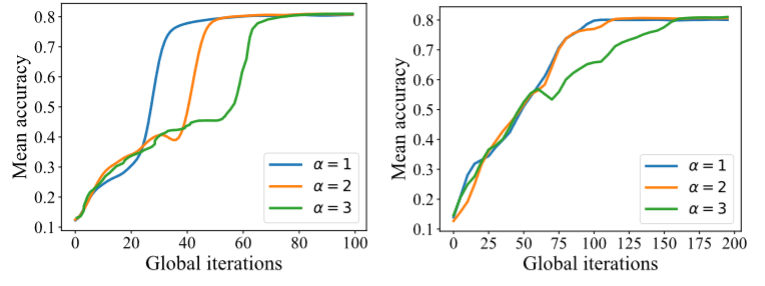 0.8
0.7
0.6
0.5
0.4
0.3
0.2
0.1
Mean accuracy
0 20 40 60 80 100
Global iterations
α = 1
α = 2
α = 3
0.8
0.7
0.6
0.5
0.4
0.3
0.2
0.1
Mean accuracy
0 25 50 75 100 125 150 175 200
Global iterations
α = 1
α = 2
α = 3